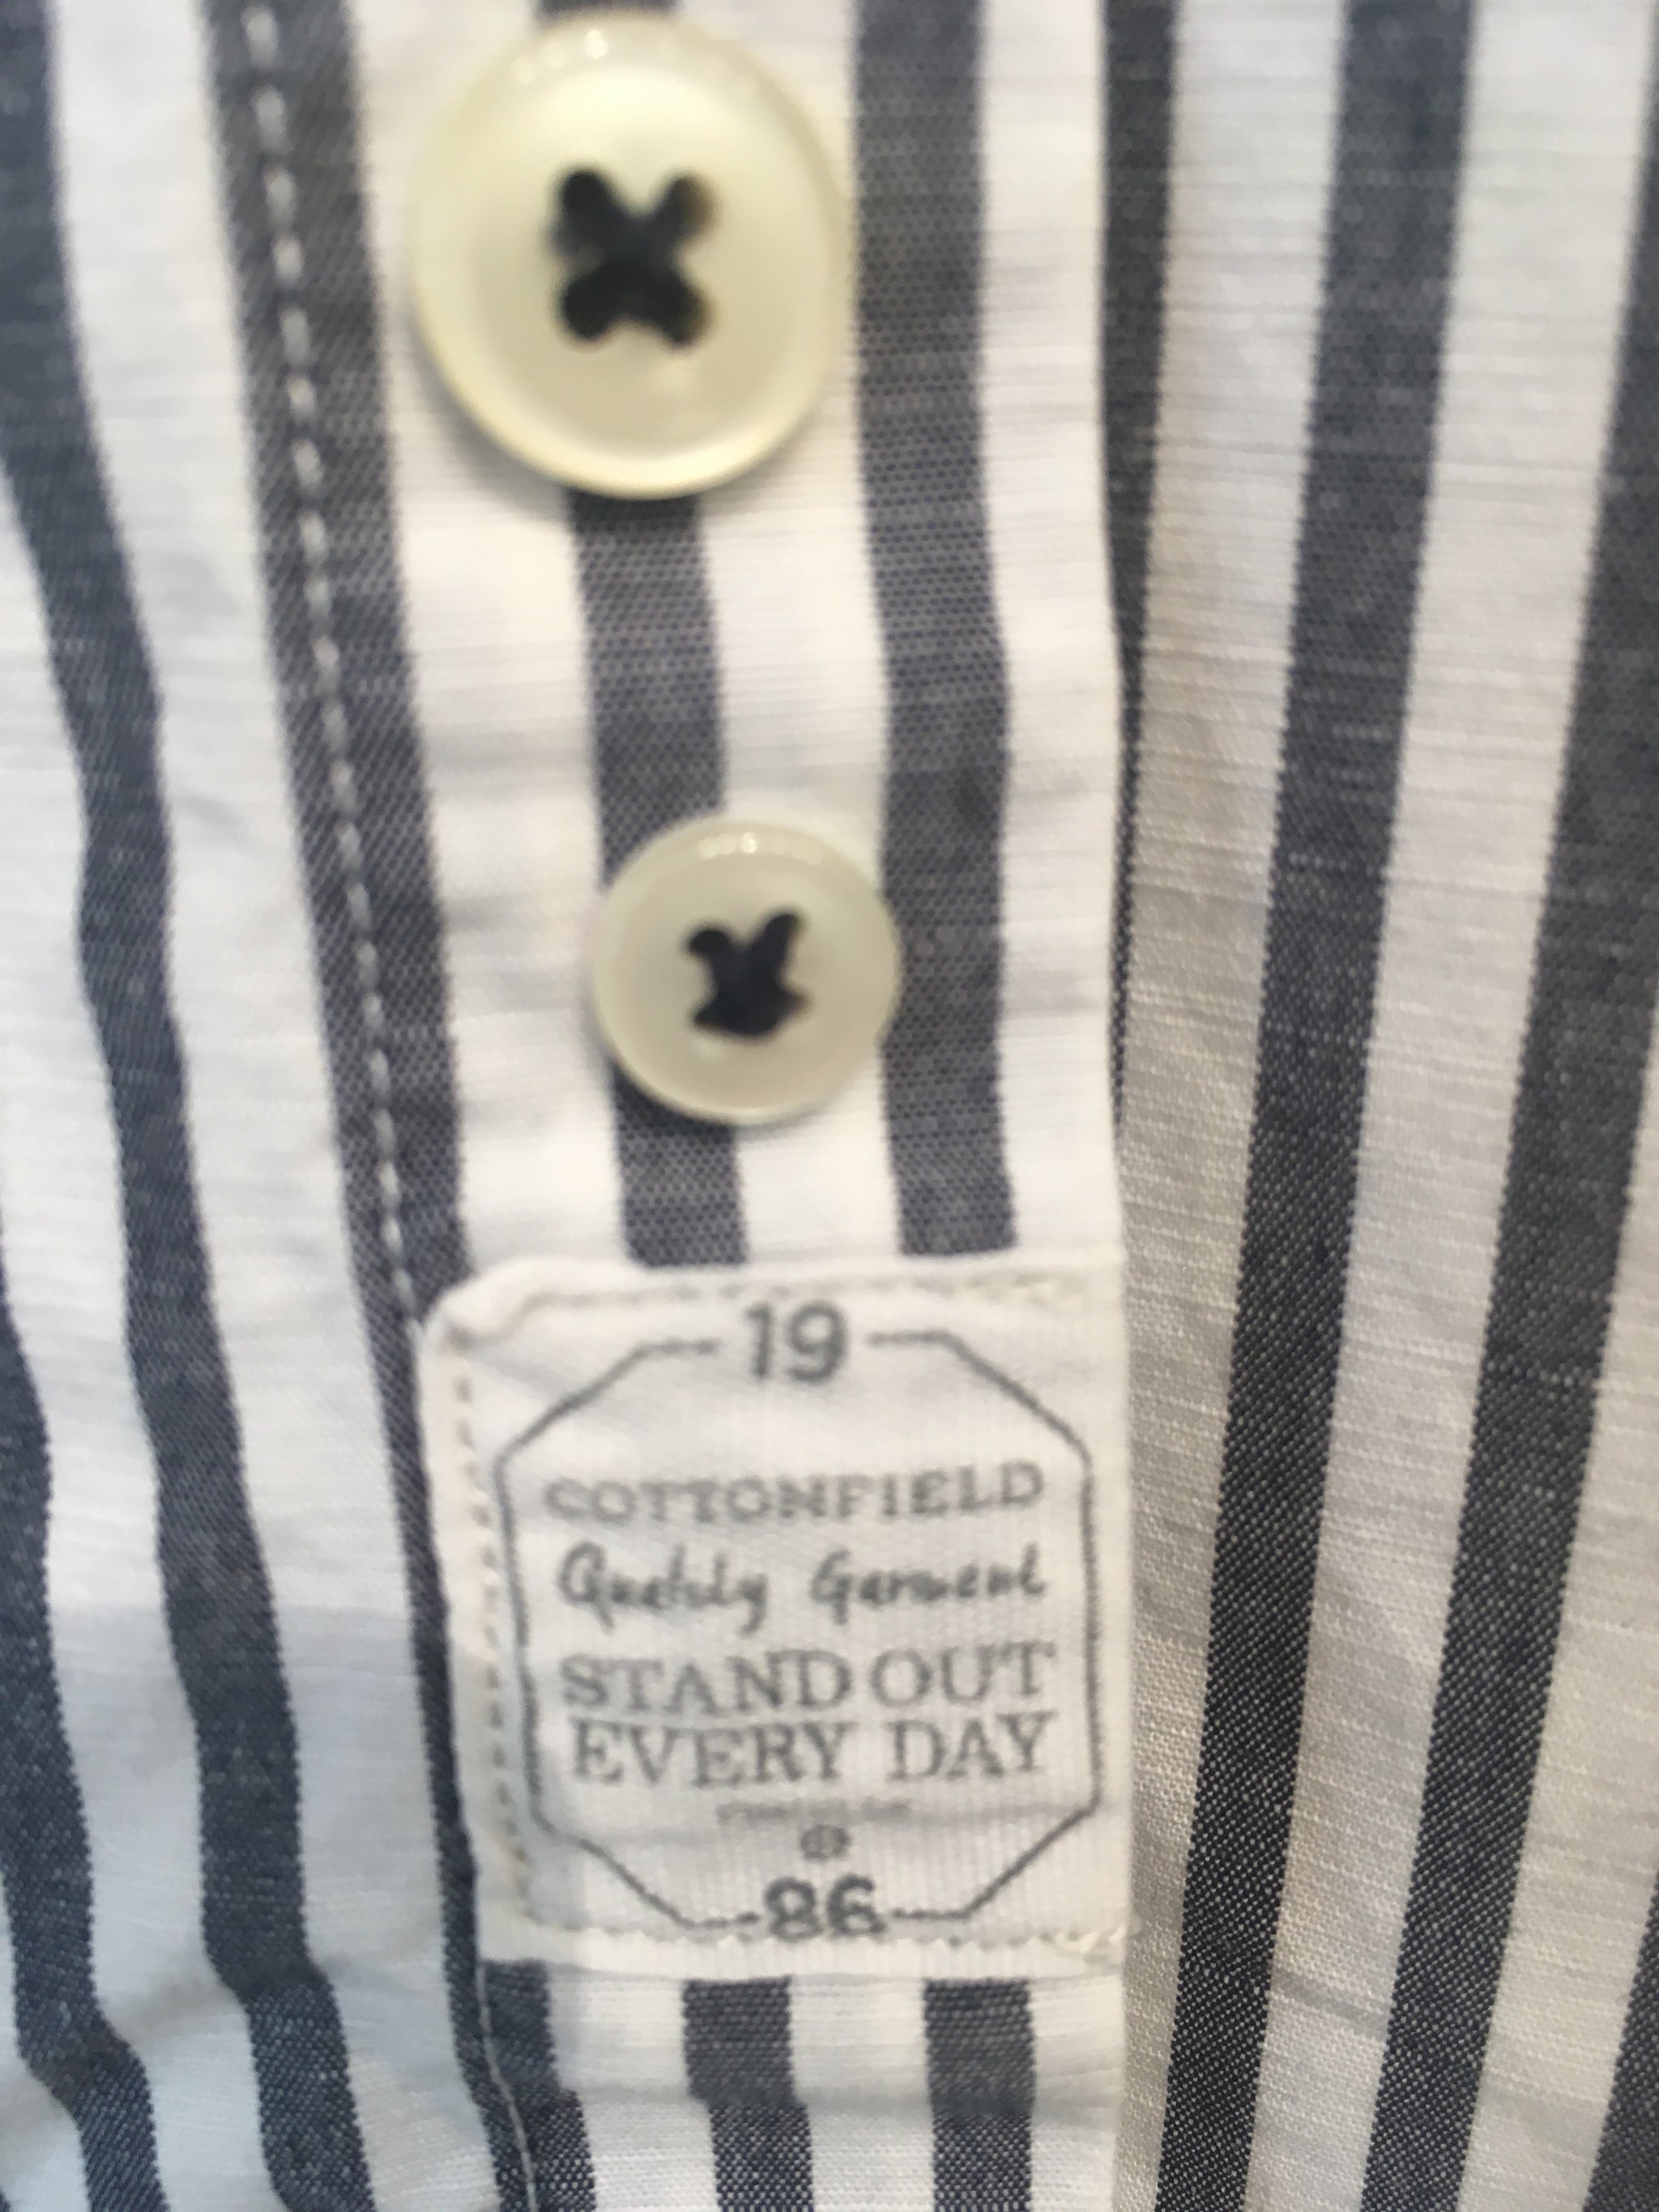 19
COTTONFIELD
Quality Garment
STAND OUT
EVERY DAY
86